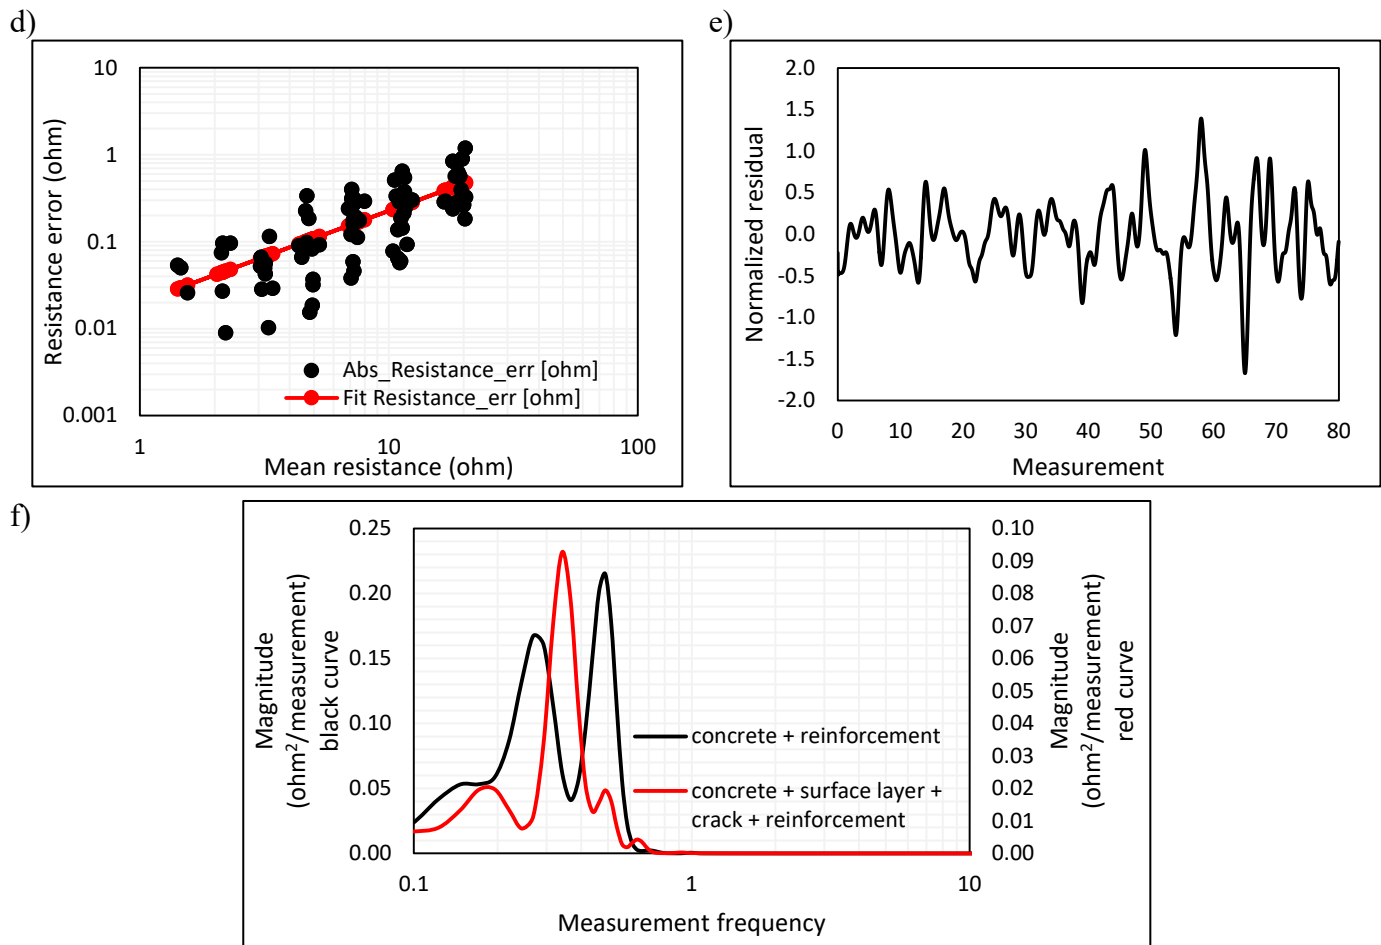 d)
10
1
0.1
0.01
0.001
Resistance error (ohm)
Abs_Resistance_err [ohm]
Fit Resistance_err [ohm]
1
10
100
Mean resistance (ohm)
e)
2.0
1.5
1.0
0.5
0.0
-0.5
-1.0
-1.5
-2.0
Normalized residual
0 10 20 30 40 50 60 70 80
Measurement
f)
Magnitude
(ohm²/measurement)
black curve
0.25
0.20
0.15
0.10
0.05
0.00
concrete + reinforcement
concrete + surface layer +
crack + reinforcement
0.10
0.09
0.08
0.07
0.06
0.05
0.04
0.03
0.02
0.01
0.00
Magnitude
(ohm²/measurement)
red curve
0.1
1
10
Measurement frequency